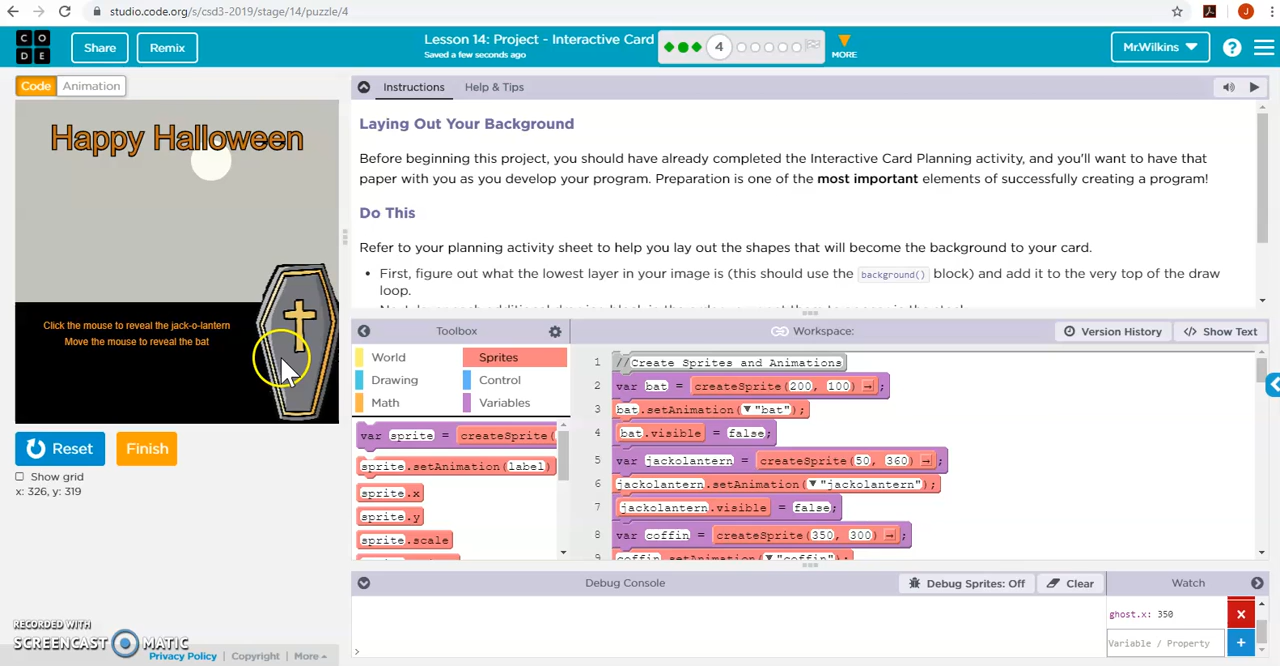 studio.code.org/s/csd3-2019/stage/14/puzzle/4
J
CO
DE
Share
Remix
Lesson 14: Project - Interactive Card
Saved a few seconds ago
4
MORE
Mr.Wilkins
?
Code
Animation
Instructions
Help & Tips
Happy Halloween
Click the mouse to reveal the jack-o-lantern
Move the mouse to reveal the bat
Laying Out Your Background
Before beginning this project, you should have already completed the Interactive Card Planning activity, and you'll want to have that
paper with you as you develop your program. Preparation is one of the most important elements of successfully creating a program!
Do This
Refer to your planning activity sheet to help you lay out the shapes that will become the background to your card.
• First, figure out what the lowest layer in your image is (this should use the background() block) and add it to the very top of the draw
loop.
Toolbox
Workspace:
Version History
</> Show Text
World
Sprites
Drawing
Control
Math
Variables
var sprite = createSprite(
sprite.setAnimation(label)
sprite.x
sprite.y
sprite.scale
1 //Create Sprites and Animations
2 var bat = createSprite(200, 100);
3 bat.setAnimation("bat");
4 bat.visible = false;
5 var jackolantern = createSprite(50, 360);
6 jackolantern.setAnimation("jackolantern");
7 jackolantern.visible = false;
8 var coffin = createSprite(350, 300);
9 coffin.setAnimation("coffin");
Reset
Finish
Show grid
x: 326, y: 319
Debug Console
Debug Sprites: Off
Clear
Watch
ghost.x: 350
Variable / Property
+
>
RECORDED WITH
SCREENCAST MATIC
Privacy Policy | Copyright | More